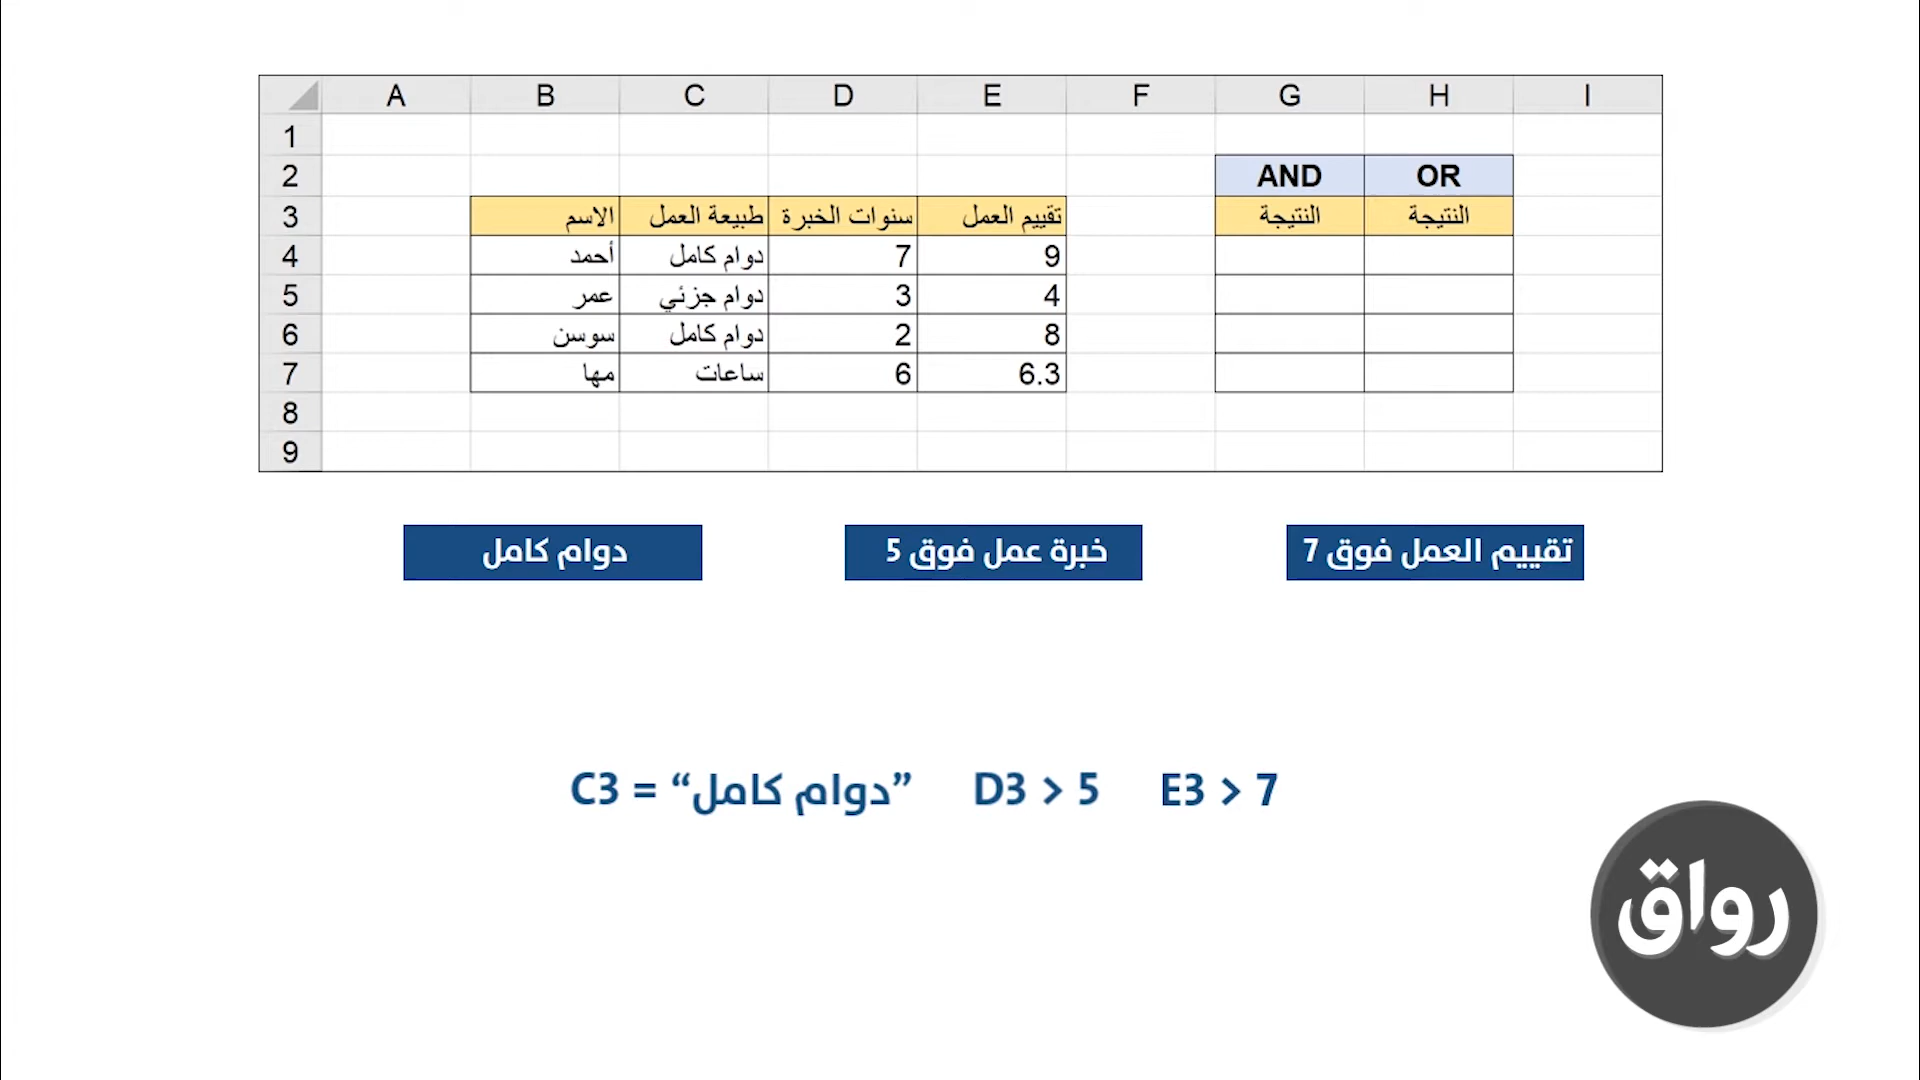 A B C D E F G H I
1
2 AND OR
3 الاسم طبيعة العمل سنوات الخبرة تقييم العمل النتيجة النتيجة
4 أحمد دوام كامل 7 9
5 عمر دوام جزئي 3 4
6 سوسن دوام كامل 2 8
7 مها ساعات 6 6.3
8
9
دوام كامل خبرة عمل فوق 5 تقييم العمل فوق 7
C3 = “دوام كامل” D3 > 5 E3 > 7
رواق